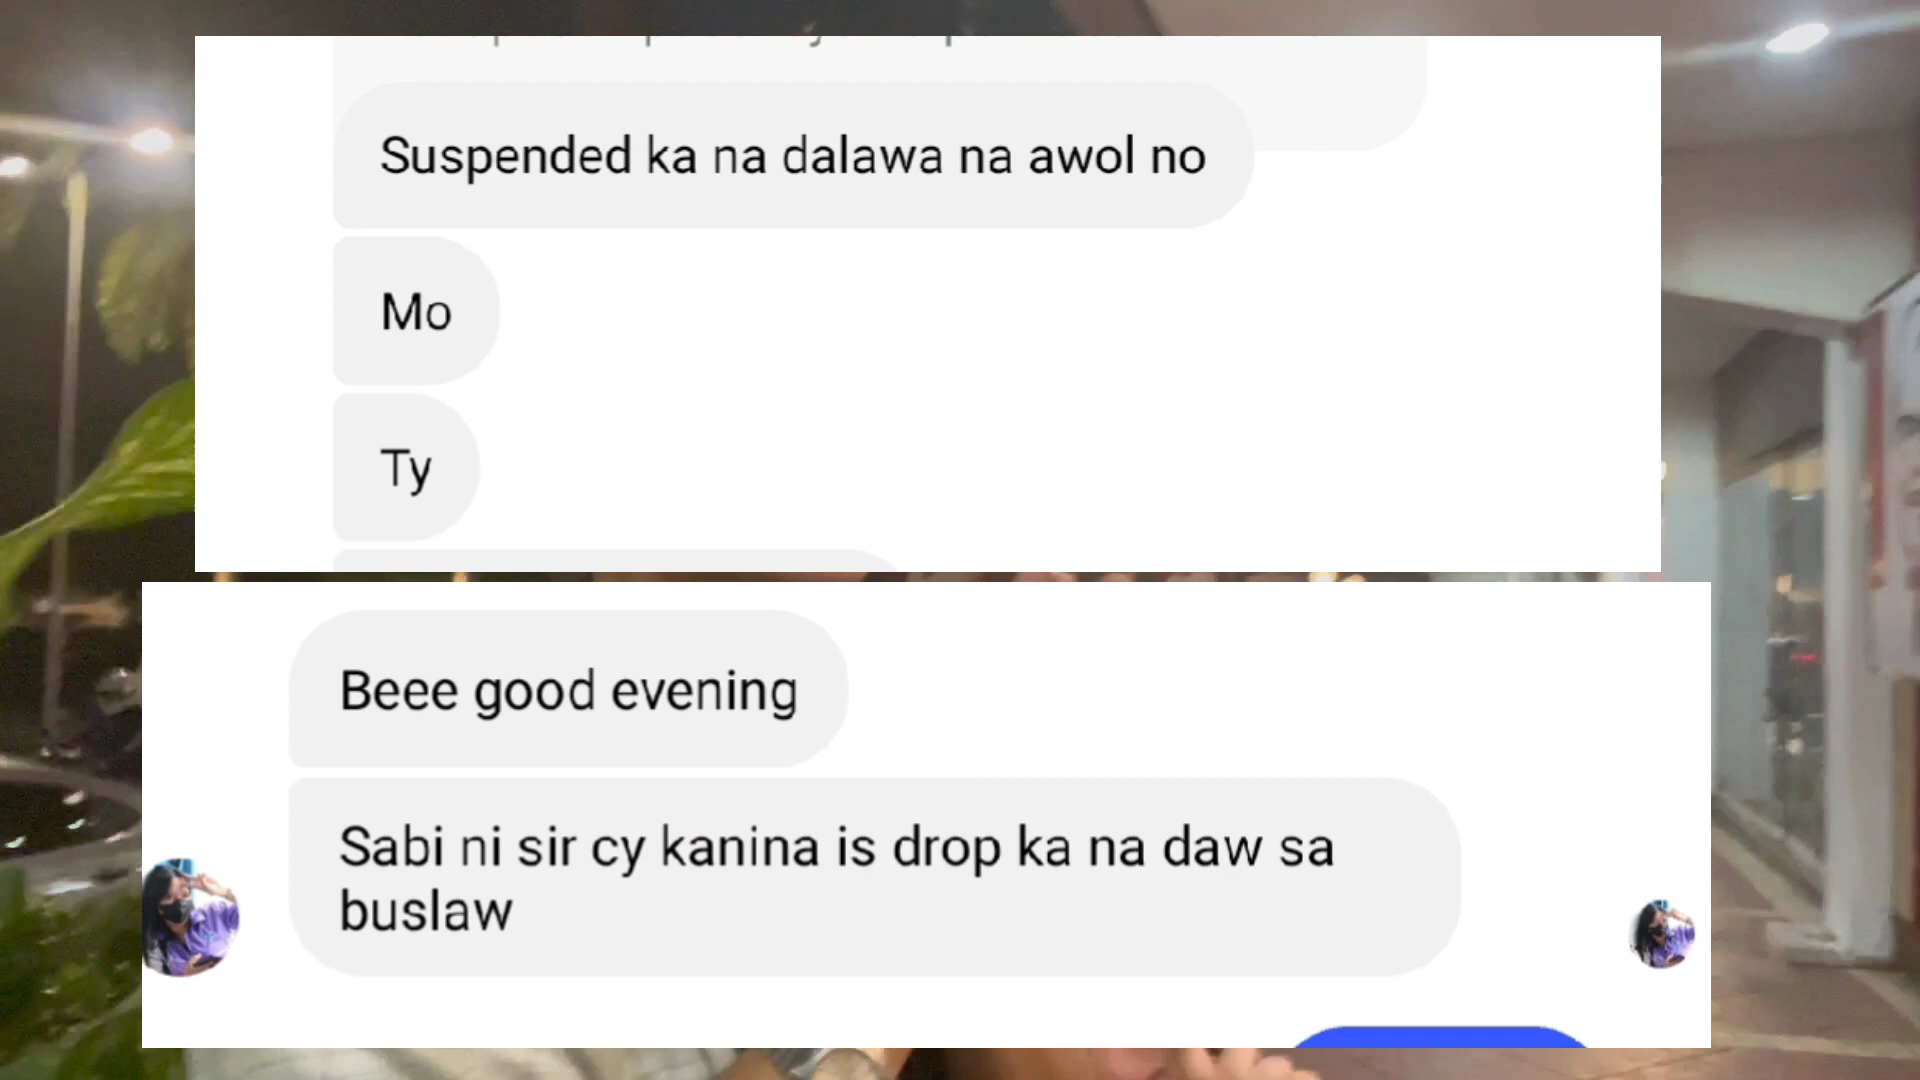 Suspended ka na dalawa na awol no
Mo
Ty
Beee good evening
Sabi ni sir cy kanina is drop ka na daw sa
buslaw